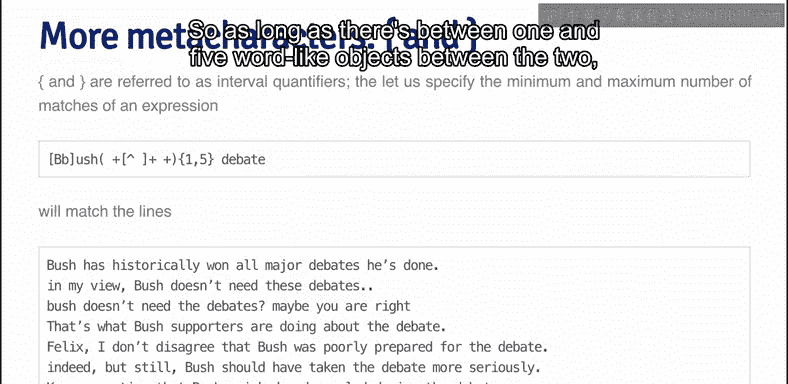 More metacharacters: { and }
So as long as there's between one and
five word-like objects between the two,
{ and } are referred to as interval quantifiers; the let us specify the minimum and maximum number of
matches of an expression
[Bb]ush( +[^ ]+ +){1,5} debate
will match the lines
Bush has historically won all major debates he's done.
in my view, Bush doesn't need these debates..
bush doesn't need the debates? maybe you are right
That's what Bush supporters are doing about the debate.
Felix, I don't disagree that Bush was poorly prepared for the debate.
indeed, but still, Bush should have taken the debate more seriously.